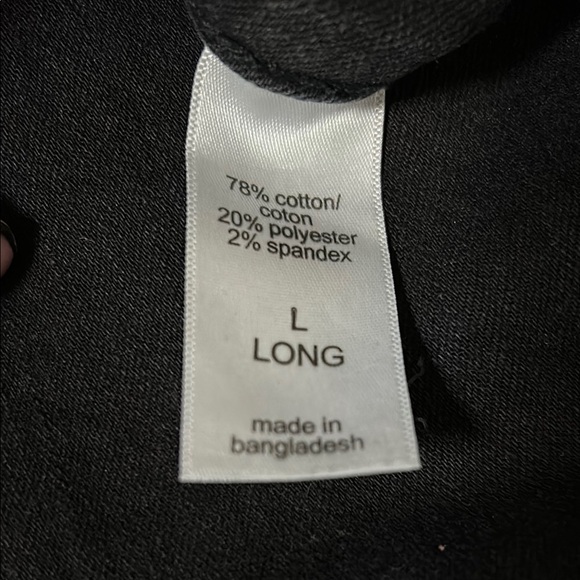 78% cotton/
coton
20% polyester
2% spandex
L
LONG
made in
bangladesh